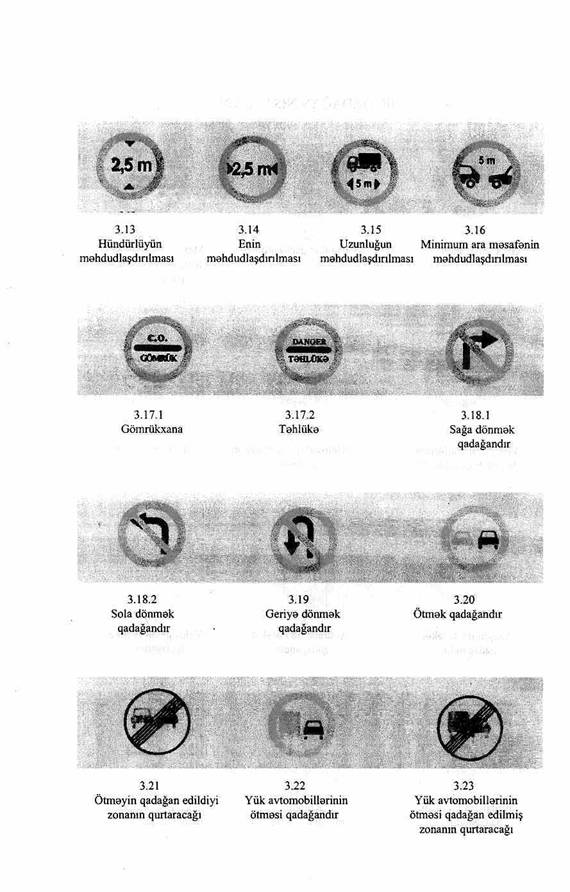 2,5 m
2,5 m
5 m
5 m
3.13
Hündürlüyün
məhdudlaşdırılması
3.14
Enin
məhdudlaşdırılması
3.15
Uzunluğun
məhdudlaşdırılması
3.16
Minimum ara məsafənin
məhdudlaşdırılması
C.O.
GÖMRÜK
DANGER
TƏHLÜKƏ
3.17.1
Gömrükxana
3.17.2
Təhlükə
3.18.1
Sağa dönmək
qadağandır
3.18.2
Sola dönmək
qadağandır
3.19
Geriyə dönmək
qadağandır
3.20
Ötmək qadağandır
3.21
Ötməyin qadağan edildiyi
zonanın qurtaracağı
3.22
Yük avtomobillərinin
ötməsi qadağandır
3.23
Yük avtomobillərinin
ötməsi qadağan edilmiş
zonanın qurtaracağı